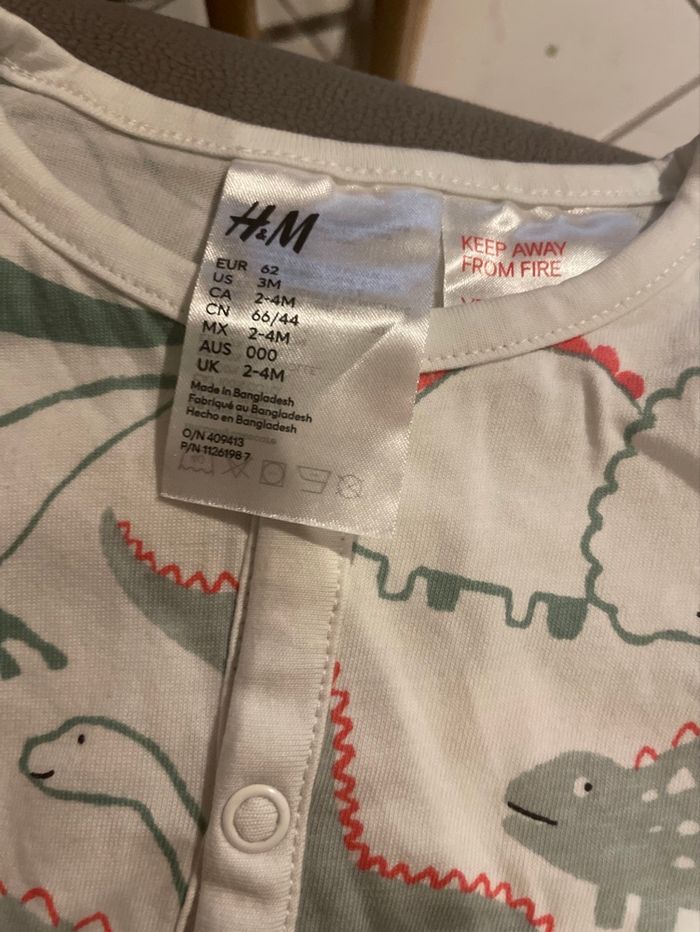 H&M
EUR 62
US 3M
CA 2-4M
CN 66/44
MX 2-4M
AUS 000
UK 2-4M
Made in Bangladesh
Fabriqué au Bangladesh
Hecho en Bangladesh
O/N 409413
P/N 1126198 7
KEEP AWAY
FROM FIRE